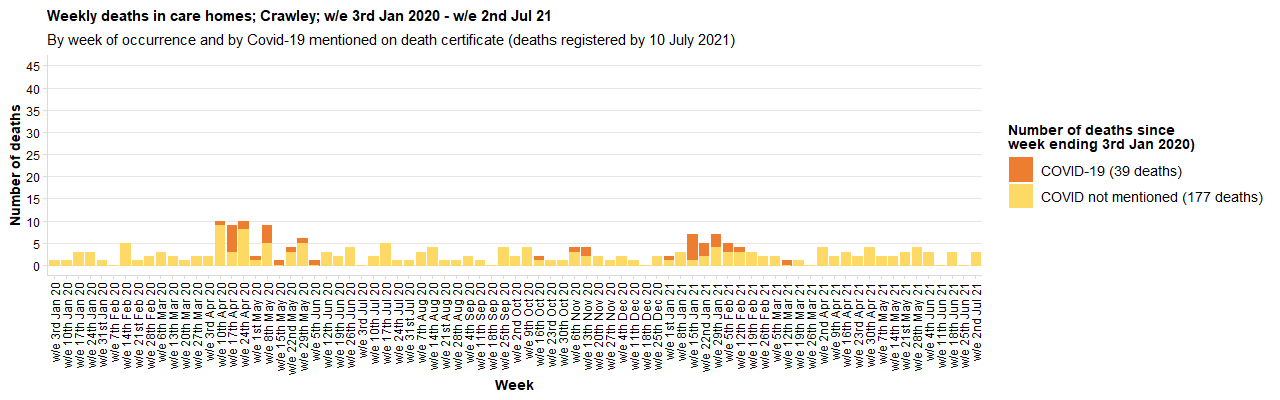 Weekly deaths in care homes; Crawley; w/e 3rd Jan 2020 - w/e 2nd Jul 21
By week of occurrence and by Covid-19 mentioned on death certificate (deaths registered by 10 July 2021)
Number of deaths
45
40
35
30
25
20
15
10
5
0
w/e 3rd Jan 20
w/e 10th Jan 20
w/e 17th Jan 20
w/e 24th Jan 20
w/e 31st Jan 20
w/e 7th Feb 20
w/e 14th Feb 20
w/e 21st Feb 20
w/e 28th Feb 20
w/e 6th Mar 20
w/e 13th Mar 20
w/e 20th Mar 20
w/e 27th Mar 20
w/e 3rd Apr 20
w/e 10th Apr 20
w/e 17th Apr 20
w/e 24th Apr 20
w/e 1st May 20
w/e 8th May 20
w/e 15th May 20
w/e 22nd May 20
w/e 29th May 20
w/e 5th Jun 20
w/e 12th Jun 20
w/e 19th Jun 20
w/e 26th Jun 20
w/e 3rd Jul 20
w/e 10th Jul 20
w/e 17th Jul 20
w/e 24th Jul 20
w/e 31st Jul 20
w/e 7th Aug 20
w/e 14th Aug 20
w/e 21st Aug 20
w/e 28th Aug 20
w/e 4th Sep 20
w/e 11th Sep 20
w/e 18th Sep 20
w/e 25th Sep 20
w/e 2nd Oct 20
w/e 9th Oct 20
w/e 16th Oct 20
w/e 23rd Oct 20
w/e 30th Oct 20
w/e 6th Nov 20
w/e 13th Nov 20
w/e 20th Nov 20
w/e 27th Nov 20
w/e 4th Dec 20
w/e 11th Dec 20
w/e 18th Dec 20
w/e 25th Dec 20
w/e 1st Jan 21
w/e 8th Jan 21
w/e 15th Jan 21
w/e 22nd Jan 21
w/e 29th Jan 21
w/e 5th Feb 21
w/e 12th Feb 21
w/e 19th Feb 21
w/e 26th Feb 21
w/e 5th Mar 21
w/e 12th Mar 21
w/e 19th Mar 21
w/e 26th Mar 21
w/e 2nd Apr 21
w/e 9th Apr 21
w/e 16th Apr 21
w/e 23rd Apr 21
w/e 30th Apr 21
w/e 7th May 21
w/e 14th May 21
w/e 21st May 21
w/e 28th May 21
w/e 4th Jun 21
w/e 11th Jun 21
w/e 18th Jun 21
w/e 25th Jun 21
w/e 2nd Jul 21
Week
Number of deaths since
week ending 3rd Jan 2020)
COVID-19 (39 deaths)
COVID not mentioned (177 deaths)